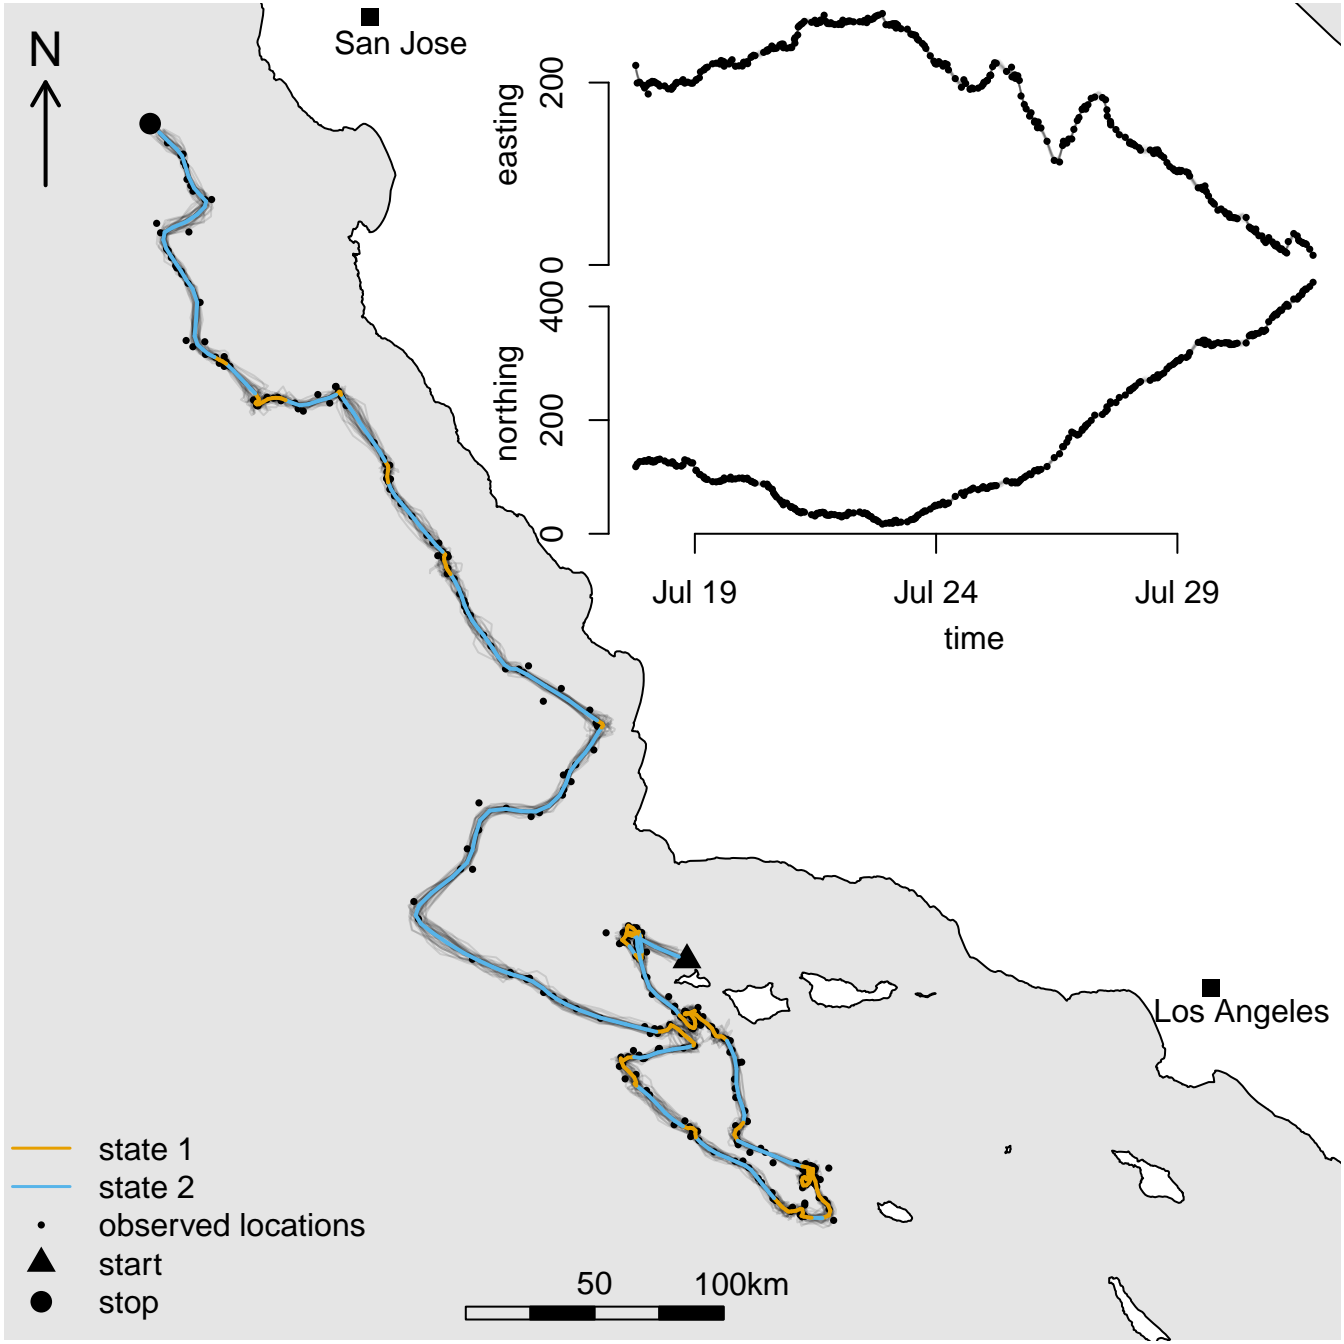 N
San Jose
easting
200
0
northing
400
200
0
Jul 19
Jul 24
Jul 29
time
Los Angeles
state 1
state 2
observed locations
start
stop
50
100km